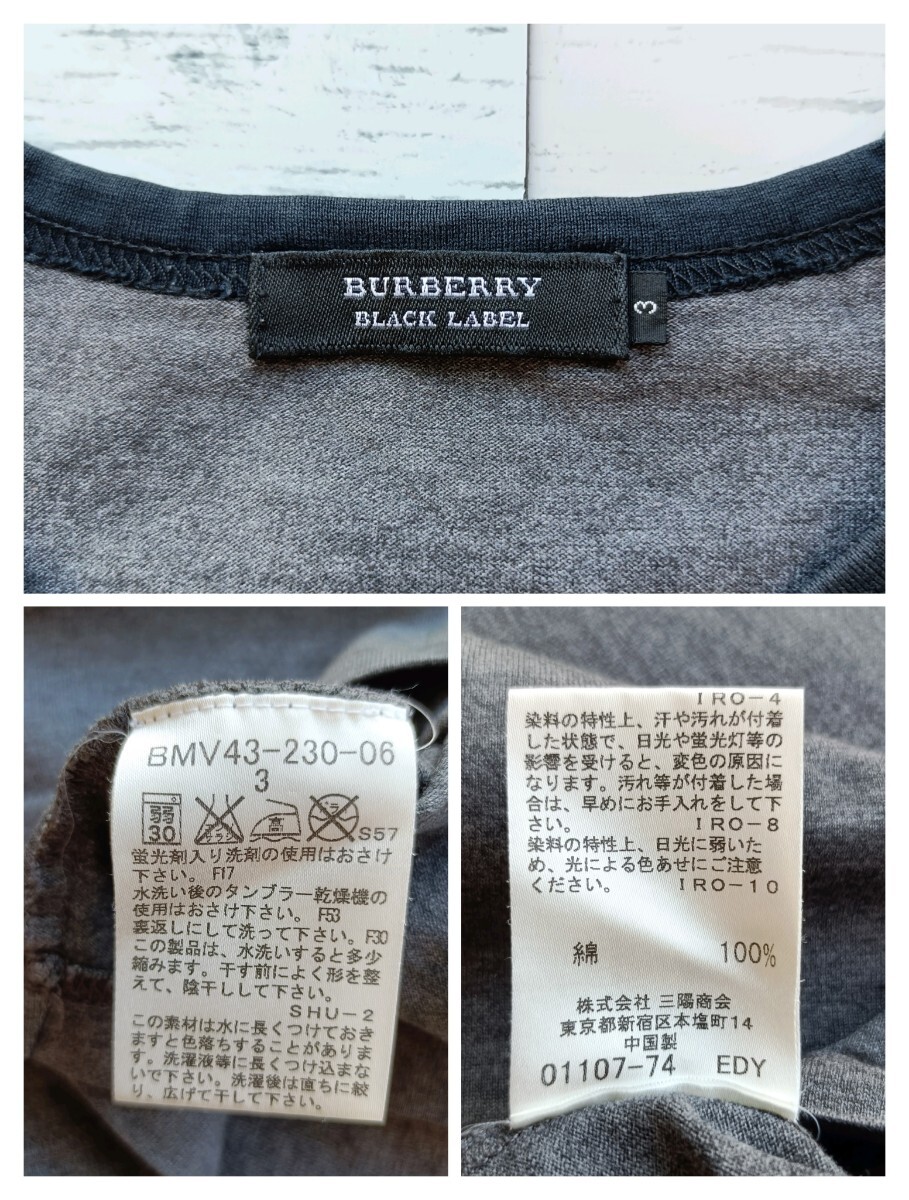 BURBERRY
BLACK LABEL
3
BMV43-230-06
3
弱
30
高
S57
蛍光剤入り洗剤の使用はおさけ
下さい。 F17
水洗い後のタンブラー乾燥機の
使用はおさけ下さい。 F53
裏返しにして洗って下さい。F30
この製品は、水洗いすると多少
縮みます。干す前によく形を整
えて、陰干しして下さい。
SHU-2
この素材は水に長くつけておき
ますと色落ちすることがありま
す。洗濯液等に長くつけ込まな
いで下さい。洗濯後は直ちに絞
り、広げて干して下さい。
IRO-4
染料の特性上、汗や汚れが付着
した状態で、日光や蛍光灯等の
影響を受けると、変色の原因に
なります。汚れ等が付着した場
合は、早めにお手入れをして下
さい。 IRO-8
染料の特性上、日光に弱いた
め、光による色あせにご注意
ください。 IRO-10
綿 100%
株式会社 三陽商会
東京都新宿区本塩町14
中国製
01107-74 EDY